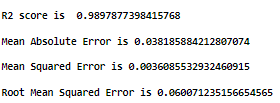 R2 score is  0.9897877398415768
Mean Absolute Error is 0.038185884212807074
Mean Squared Error is 0.0036085532932460915
Root Mean Squared Error is 0.060071235156654565